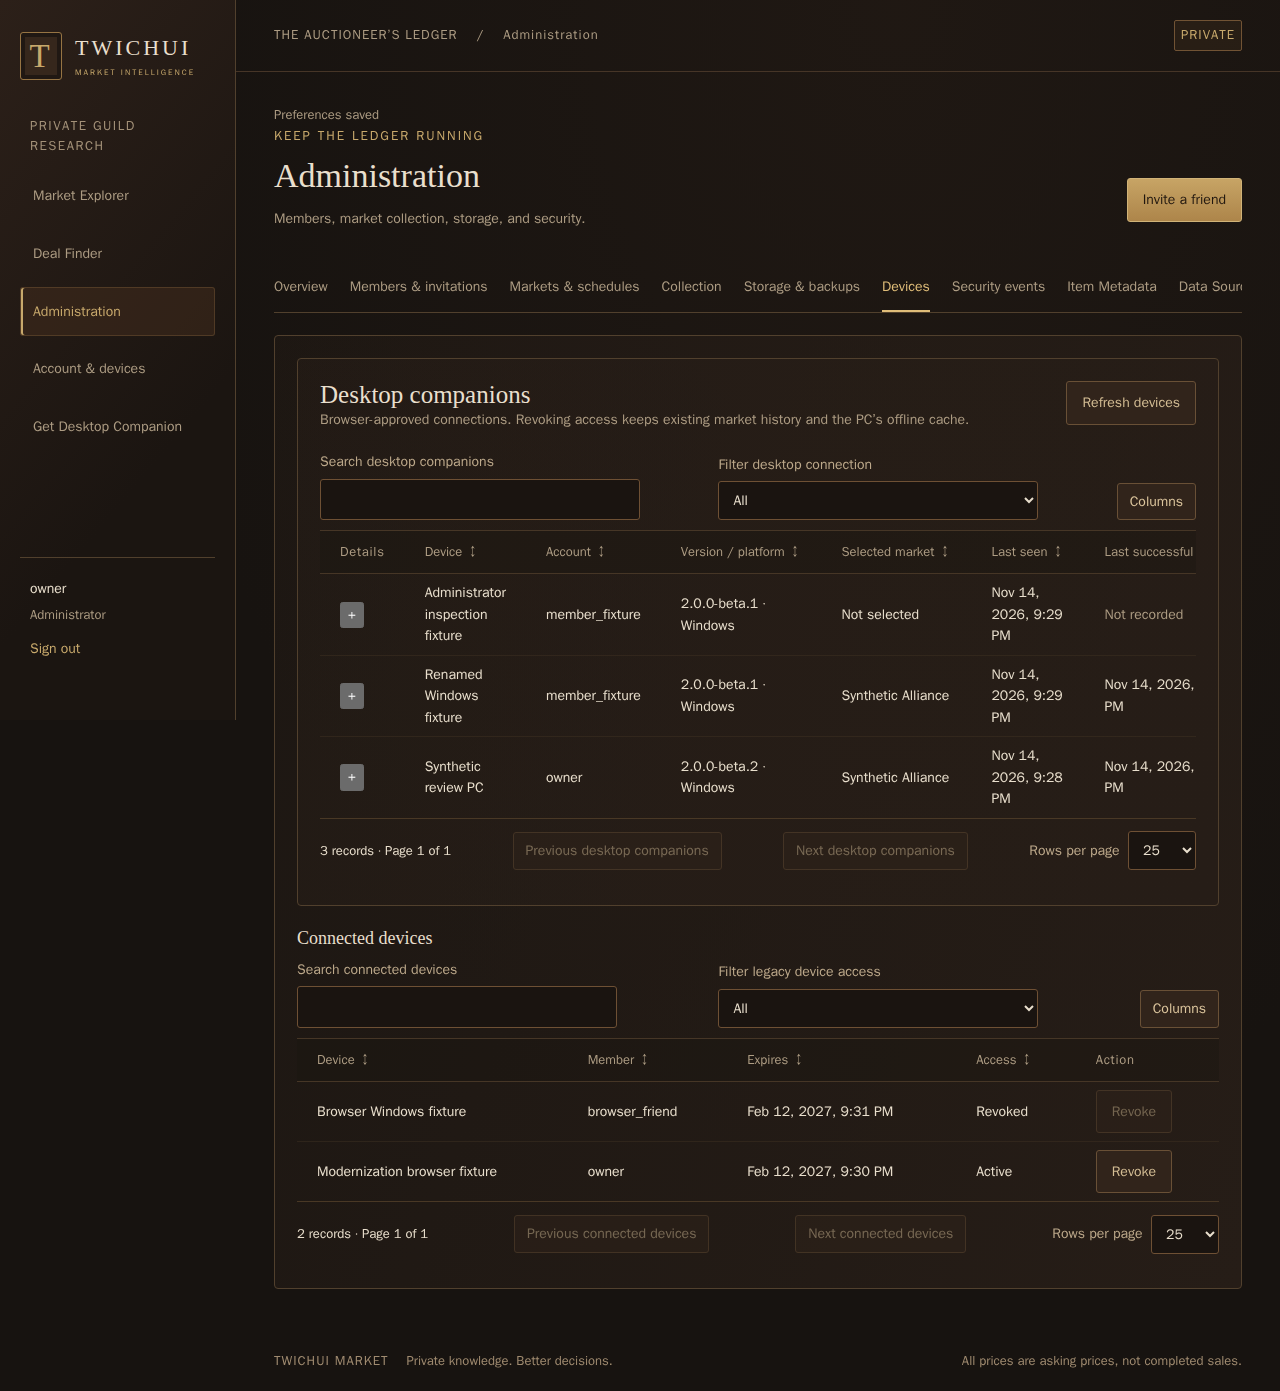 T
TWICHUI
MARKET INTELLIGENCE
PRIVATE GUILD
RESEARCH
Market Explorer
Deal Finder
Administration
Account & devices
Get Desktop Companion
owner
Administrator
Sign out
THE AUCTIONEER'S LEDGER / Administration
PRIVATE
Preferences saved
KEEP THE LEDGER RUNNING
Administration
Members, market collection, storage, and security.
Invite a friend
Overview Members & invitations Markets & schedules Collection Storage & backups Devices Security events Item Metadata Data Sour
Desktop companions
Browser-approved connections. Revoking access keeps existing market history and the PC's offline cache.
Refresh devices
Search desktop companions
Filter desktop connection
All
Columns
Details Device ↕ Account ↕ Version / platform ↕ Selected market ↕ Last seen ↕ Last successful
+
Administrator
inspection
fixture
member_fixture
2.0.0-beta.1 ·
Windows
Not selected
Nov 14,
2026, 9:29
PM
Not recorded
+
Renamed
Windows
fixture
member_fixture
2.0.0-beta.1 ·
Windows
Synthetic Alliance
Nov 14,
2026, 9:29
PM
Nov 14, 2026,
PM
+
Synthetic
review PC
owner
2.0.0-beta.2 ·
Windows
Synthetic Alliance
Nov 14,
2026, 9:28
PM
Nov 14, 2026,
PM
3 records · Page 1 of 1
Previous desktop companions
Next desktop companions
Rows per page 25
Connected devices
Search connected devices
Filter legacy device access
All
Columns
Device ↕ Member ↕ Expires ↕ Access ↕ Action
Browser Windows fixture browser_friend Feb 12, 2027, 9:31 PM Revoked Revoke
Modernization browser fixture owner Feb 12, 2027, 9:30 PM Active Revoke
2 records · Page 1 of 1
Previous connected devices
Next connected devices
Rows per page 25
TWICHUI MARKET Private knowledge. Better decisions.
All prices are asking prices, not completed sales.